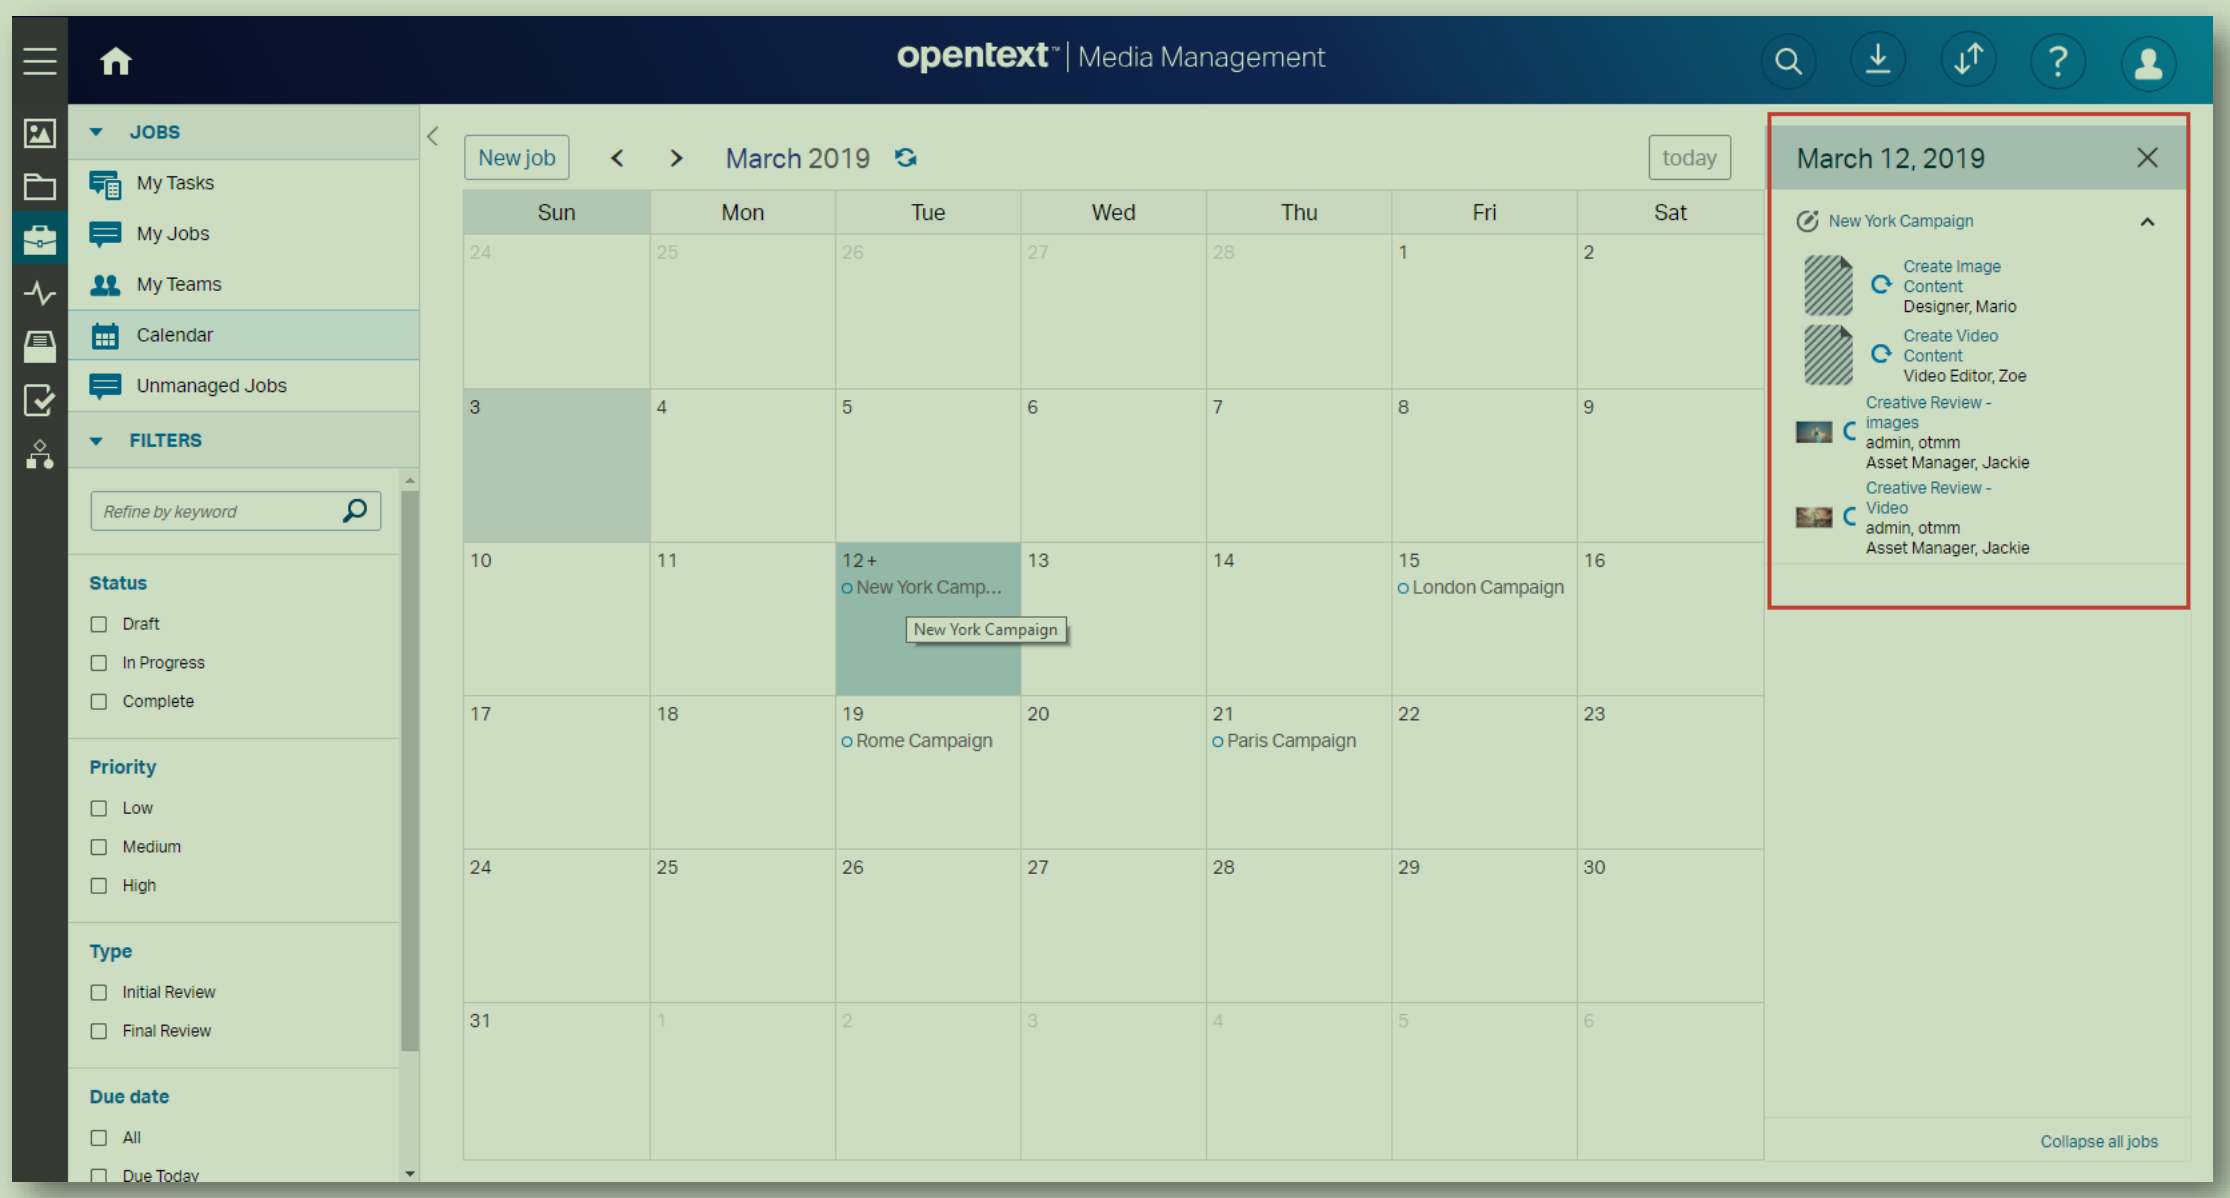 opentext™ | Media Management
JOBS
My Tasks
My Jobs
My Teams
Calendar
Unmanaged Jobs
FILTERS
Refine by keyword
Status
Draft
In Progress
Complete
Priority
Low
Medium
High
Type
Initial Review
Final Review
Due date
All
Due Today
New job
March 2019
today
Sun Mon Tue Wed Thu Fri Sat
24 25 26 27 28 1 2
3 4 5 6 7 8 9
10 11 12+ 13 14 15 16
New York Camp... London Campaign
New York Campaign
17 18 19 20 21 22 23
Rome Campaign Paris Campaign
24 25 26 27 28 29 30
31 1 2 3 4 5 6
March 12, 2019
New York Campaign
Create Image
Content
Designer, Mario
Create Video
Content
Video Editor, Zoe
Creative Review -
images
admin, otmm
Asset Manager, Jackie
Creative Review -
Video
admin, otmm
Asset Manager, Jackie
Collapse all jobs